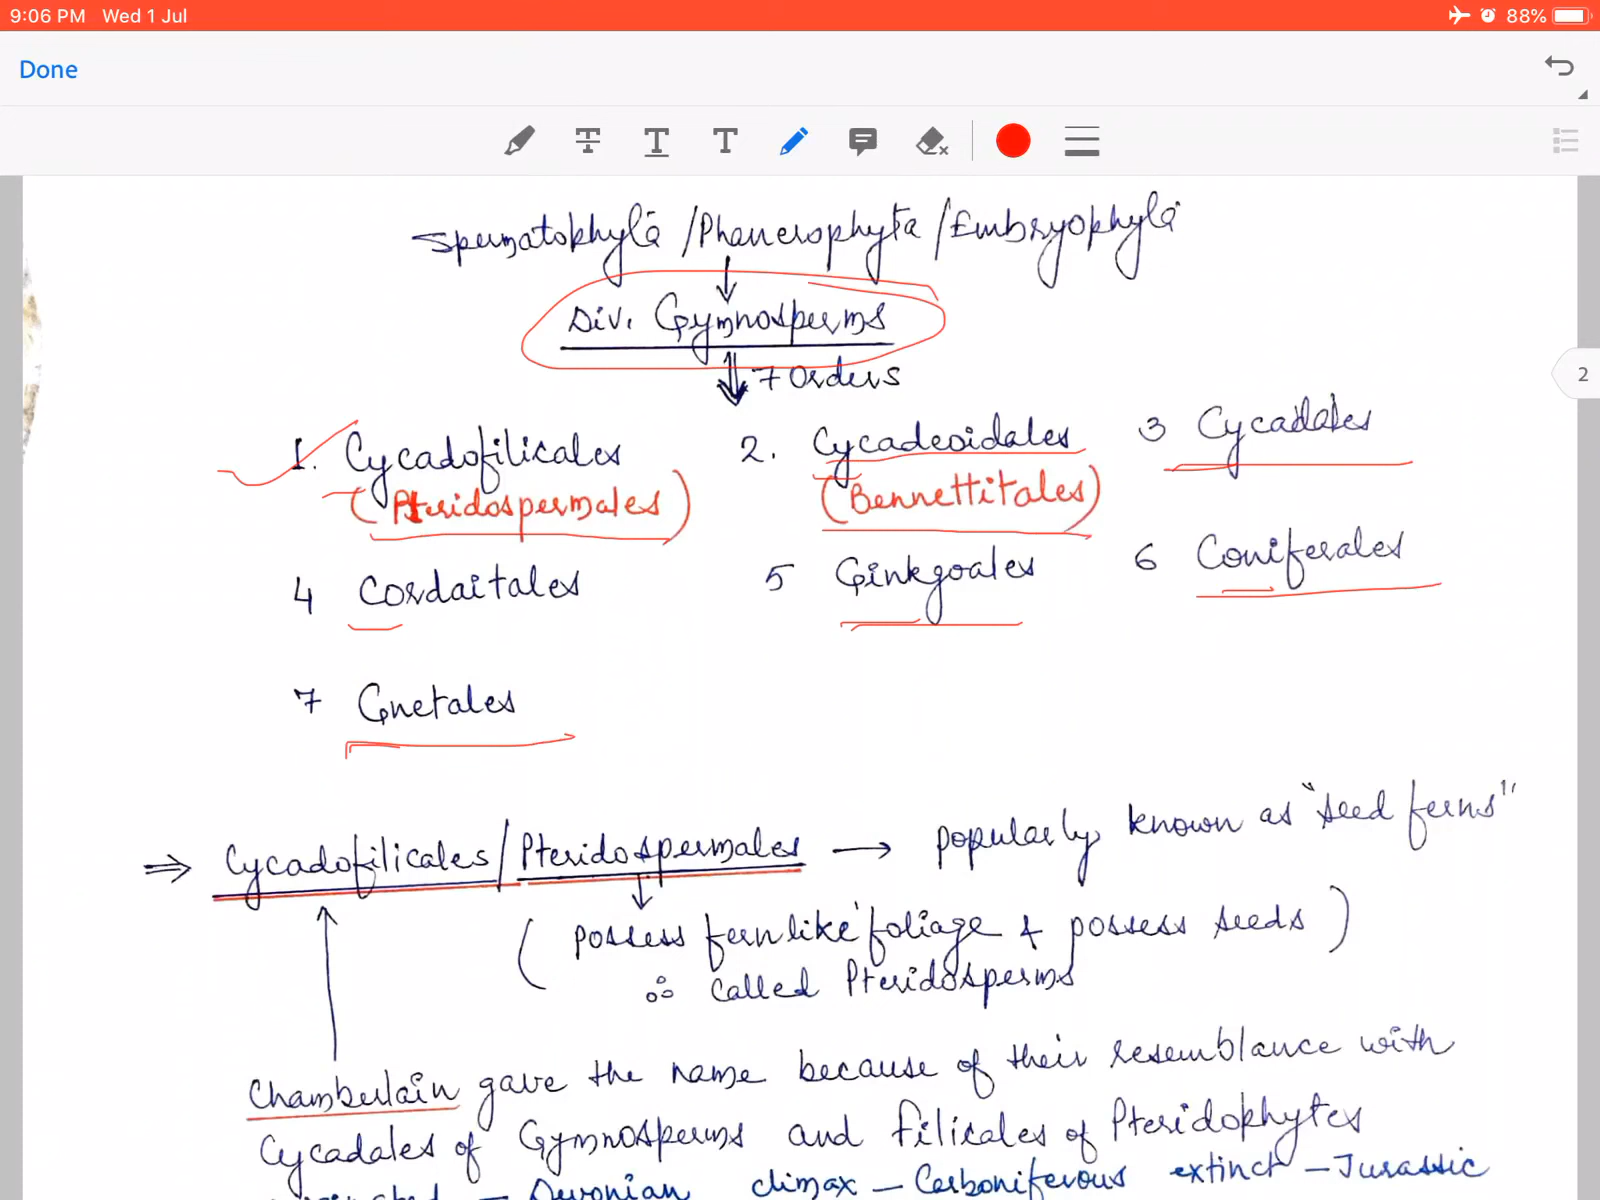 9:06 PM Wed 1 Jul
88%
Done
T T T
2
Spermatophyta /Phanerophyta /Embryophyta
Div. Gymnosperms
7 Orders
1. Cycadofilicales 2. Cycadeoidales 3 Cycadales
(Pteridospermales) (Bennettitales)
4 Cordaitales 5 Ginkgoales 6 Coniferales
7 Gnetales
⇒ Cycadofilicales/Pteridospermales → popularly known as "seed ferns"
(Possess fern like foliage & possess seeds)
∴ called Pteridosperms
Chamberlain gave the name because of their resemblance with
Cycadales of Gymnosperms and Filicales of Pteridophytes
– Devonian climax – Carboniferous extinct – Jurassic